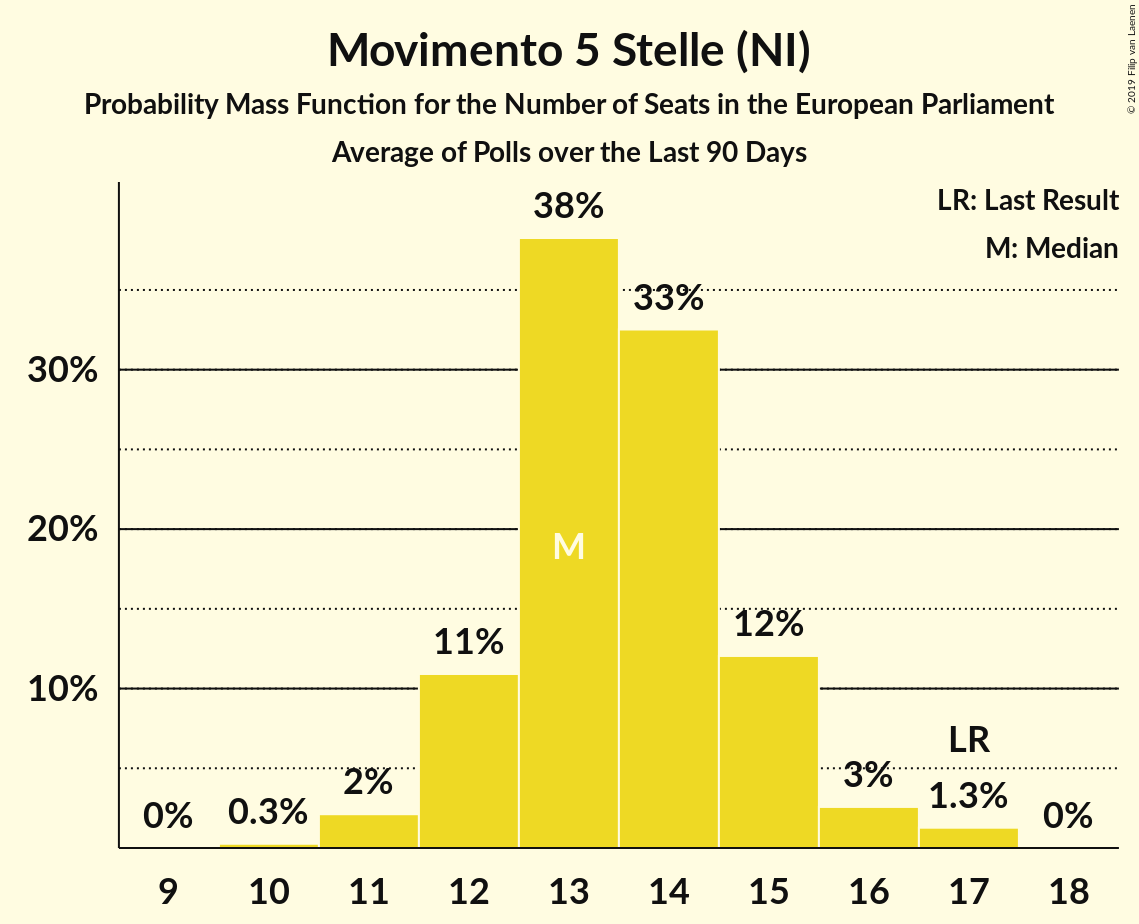 Movimento 5 Stelle (NI)
Probability Mass Function for the Number of Seats in the European Parliament
Average of Polls over the Last 90 Days
© 2019 Filip van Laenen
LR: Last Result
M: Median
38%
33%
30%
20%
M
12%
11%
10%
LR
3%
2%
1.3%
0.3%
0%
0%
9 10 11 12 13 14 15 16 17 18